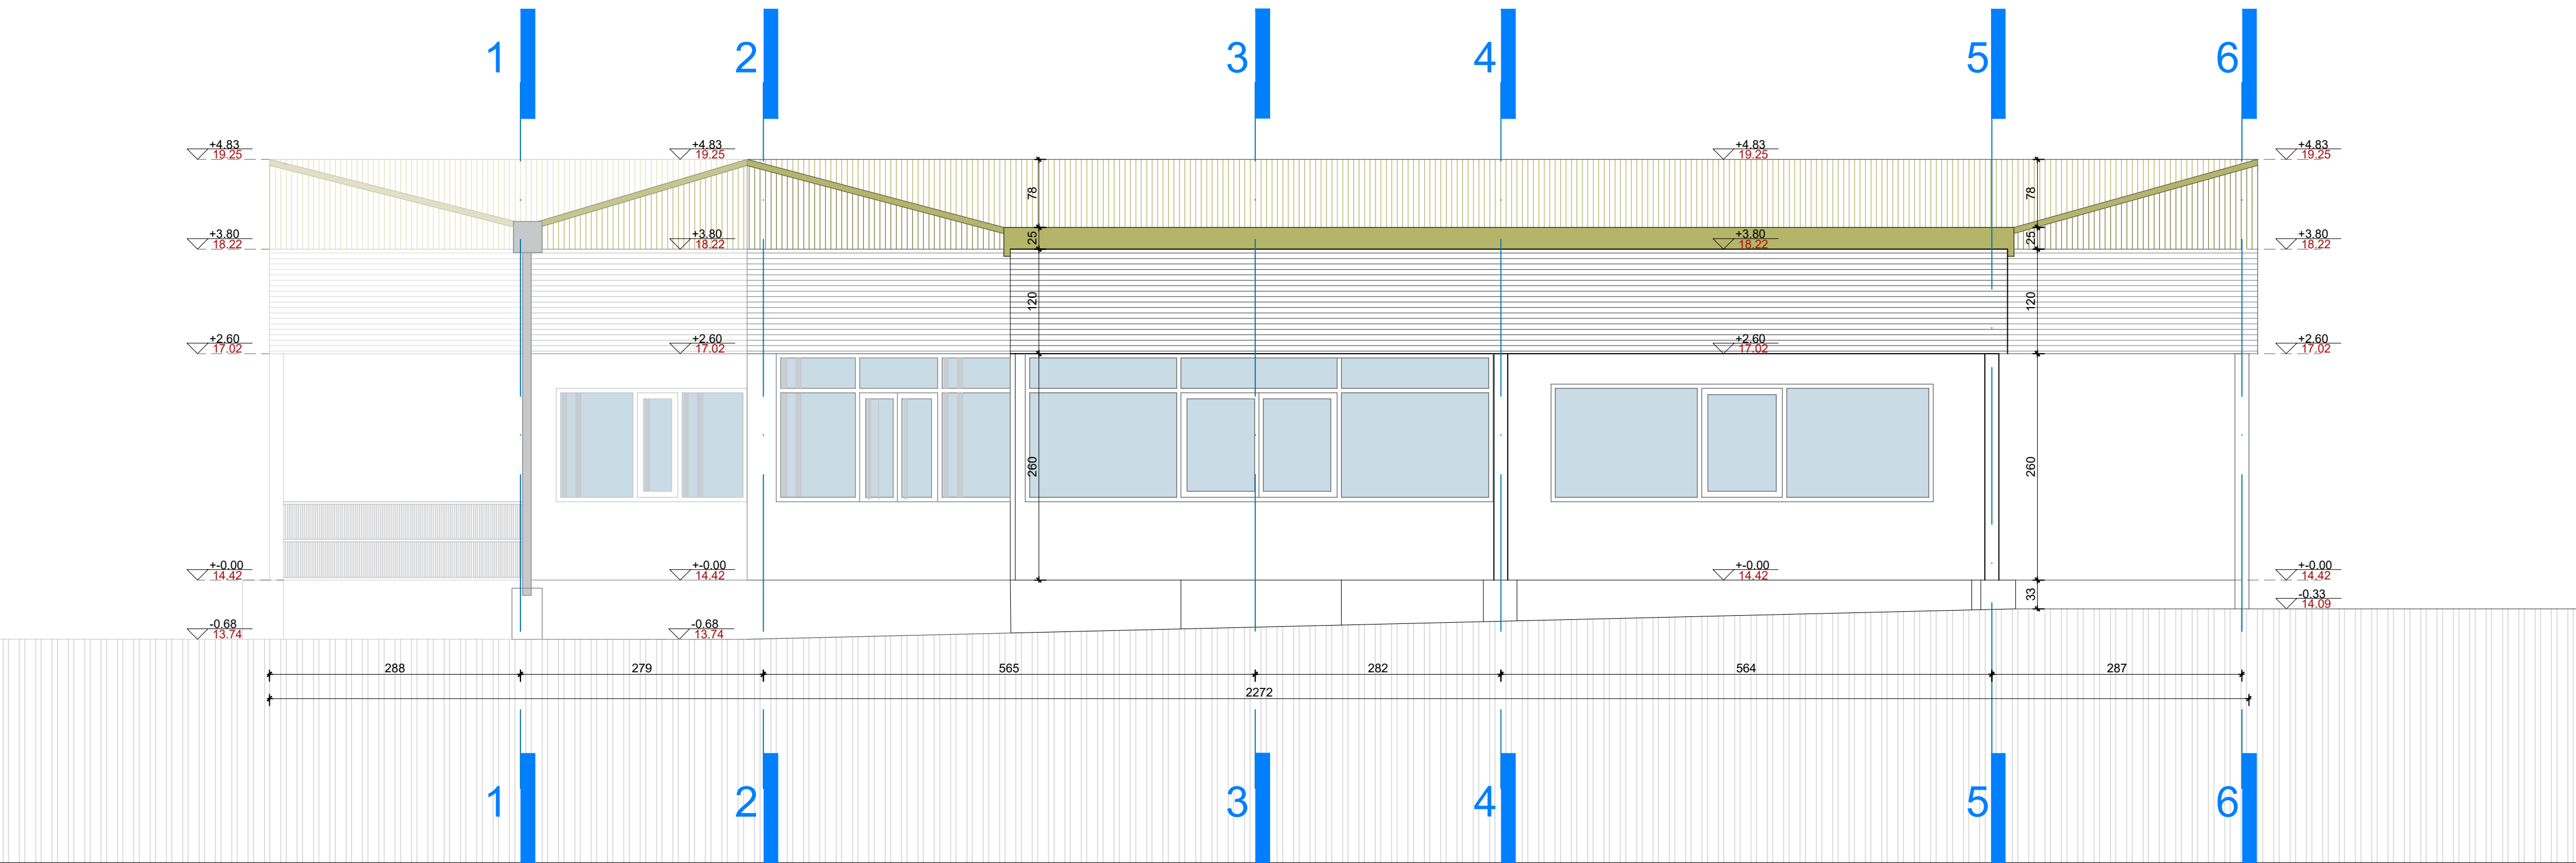 1 2 3 4 5 6
+4.83 +4.83 +4.83 +4.83
19.25 19.25 19.25 19.25
78 78
+3.80 +3.80 25 +3.80 25 +3.80
18.22 18.22 18.22 18.22
120 120
+2.60 +2.60 +2.60 +2.60
17.02 17.02 17.02 17.02
260 260
+-0.00 +-0.00 +-0.00 +-0.00
14.42 14.42 14.42 14.42
33 -0.33
14.09
-0.68 -0.68
13.74 13.74
288 279 565 282 564 287
2272
1 2 3 4 5 6